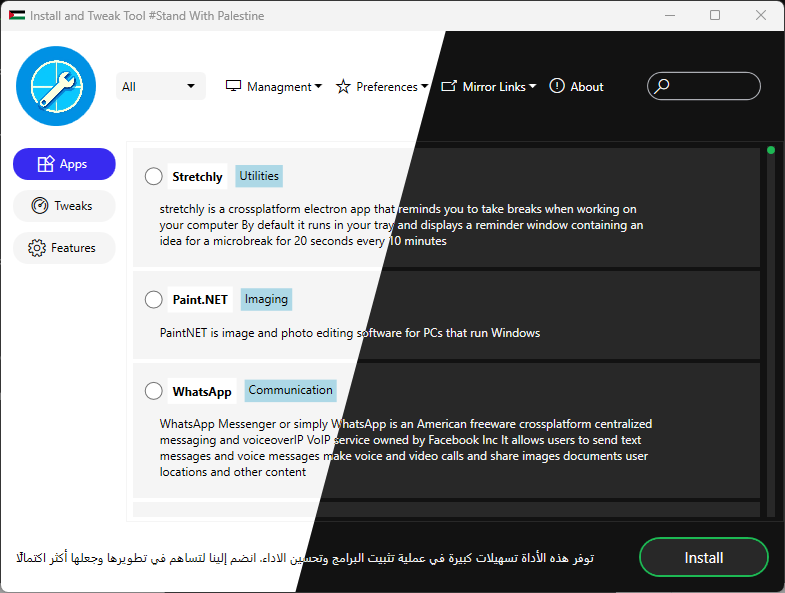 Install and Tweak Tool #Stand With Palestine
All
Managment
Preferences
Mirror Links
About
Apps
Tweaks
Features
Stretchly
Utilities
stretchly is a crossplatform electron app that reminds you to take breaks when working on
your computer By default it runs in your tray and displays a reminder window containing an
idea for a microbreak for 20 seconds every 10 minutes
Paint.NET
Imaging
PaintNET is image and photo editing software for PCs that run Windows
WhatsApp
Communication
WhatsApp Messenger or simply WhatsApp is an American freeware crossplatform centralized
messaging and voiceoverIP VoIP service owned by Facebook Inc It allows users to send text
messages and voice messages make voice and video calls and share images documents user
locations and other content
توفر هذه الأداة تسهيلات كبيرة في عملية تثبيت البرامج وتحسين الاداء. انضم إلينا لتساهم في تطويرها وجعلها أكثر اكتمالًا
Install